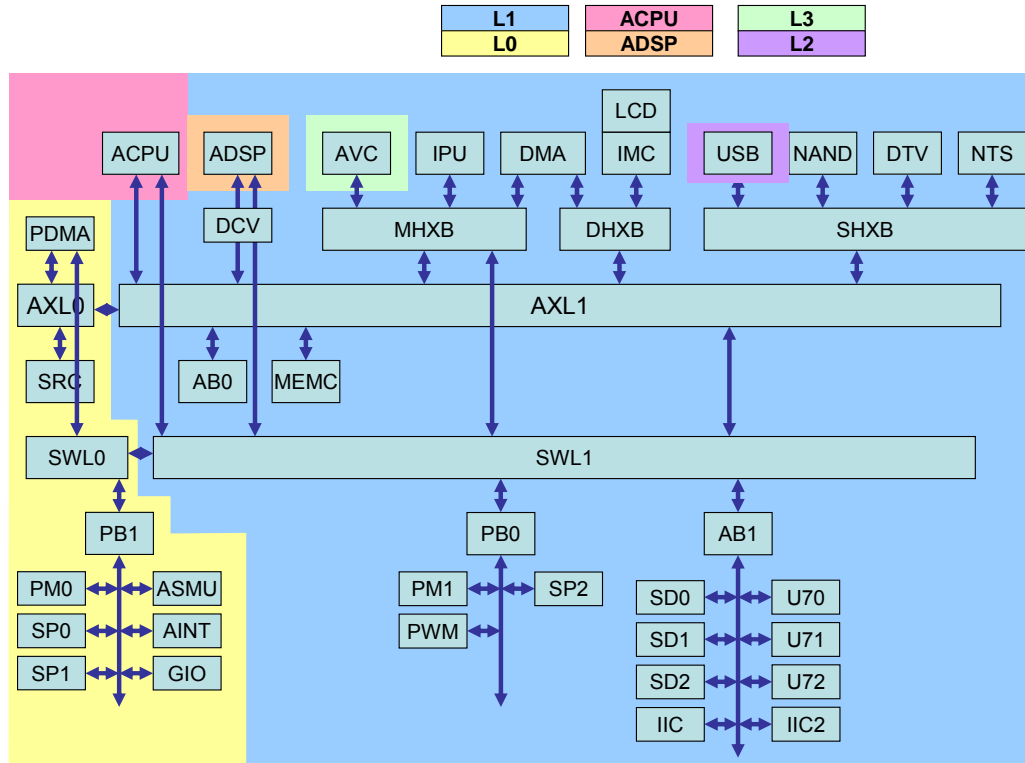 L1 ACPU L3
L0 ADSP L2
LCD
ACPU ADSP AVC IPU DMA IMC USB NAND DTV NTS
PDMA DCV MHXB DHXB SHXB
AXL0 AXL1
SRC AB0 MEMC
SWL0 SWL1
PB1 PB0 AB1
PM0 ASMU PM1 SP2 SD0 U70
SP0 AINT PWM SD1 U71
SP1 GIO SD2 U72
IIC IIC2